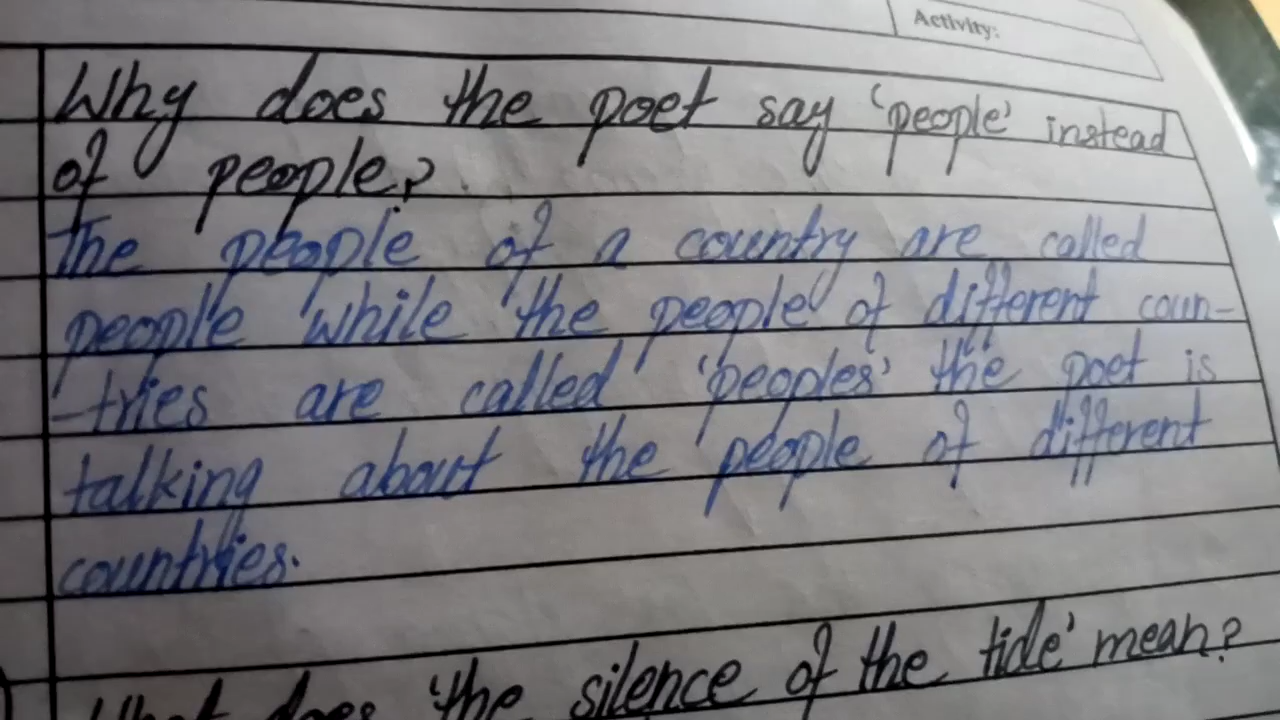 Activity:
Why does the poet say 'people' instead
of people?
The people of a country are called
people while the people of different coun-
-tries are called 'peoples' the poet is
talking about the people of different
countries.
What does 'the silence of the tide' mean?